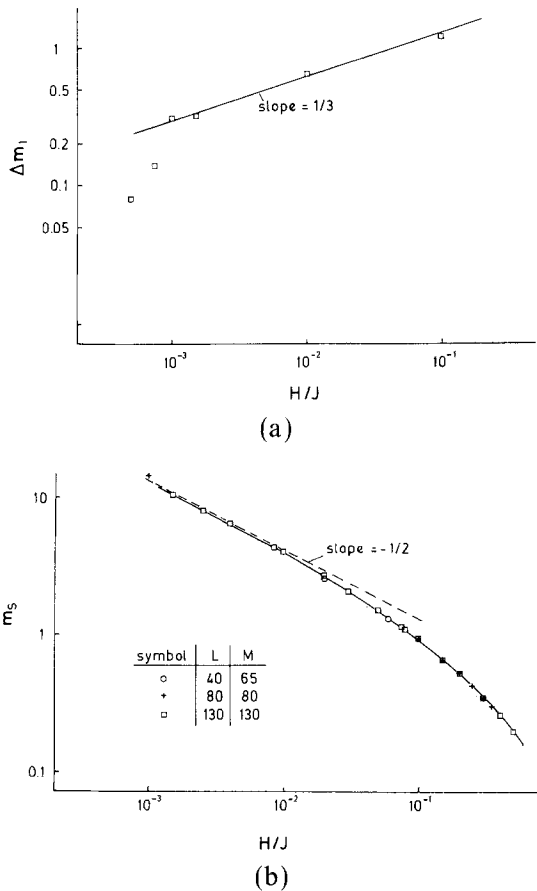 1
0.5
0.2
0.1
0.05
Δm₁
slope = 1/3
10⁻³ 10⁻² 10⁻¹
H/J
(a)
10
1
0.1
mₛ
slope = -1/2
symbol L M
○ 40 65
+ 80 80
□ 130 130
10⁻³ 10⁻² 10⁻¹
H/J
(b)